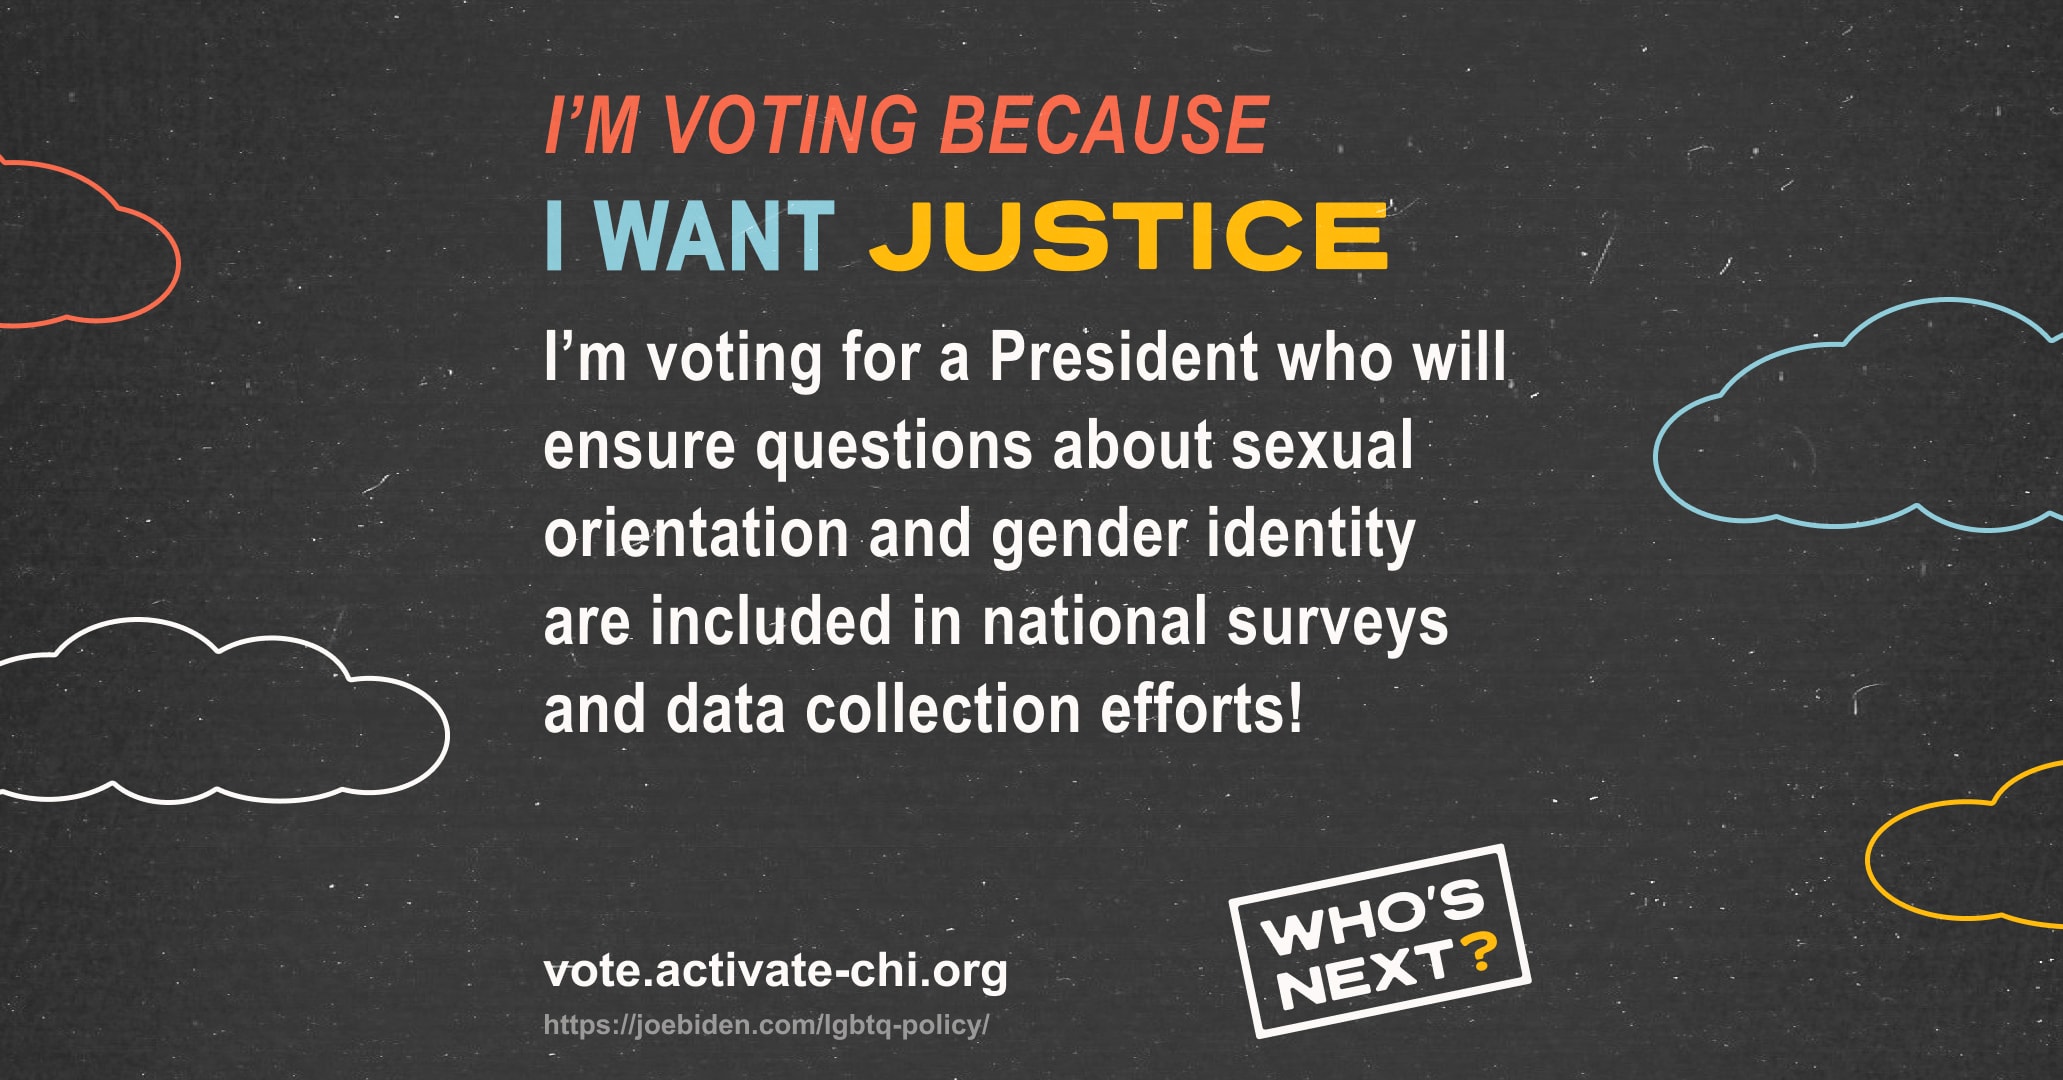 I’M VOTING BECAUSE
I WANT JUSTICE
I’m voting for a President who will
ensure questions about sexual
orientation and gender identity
are included in national surveys
and data collection efforts!
WHO’S
NEXT?
vote.activate-chi.org
https://joebiden.com/lgbtq-policy/